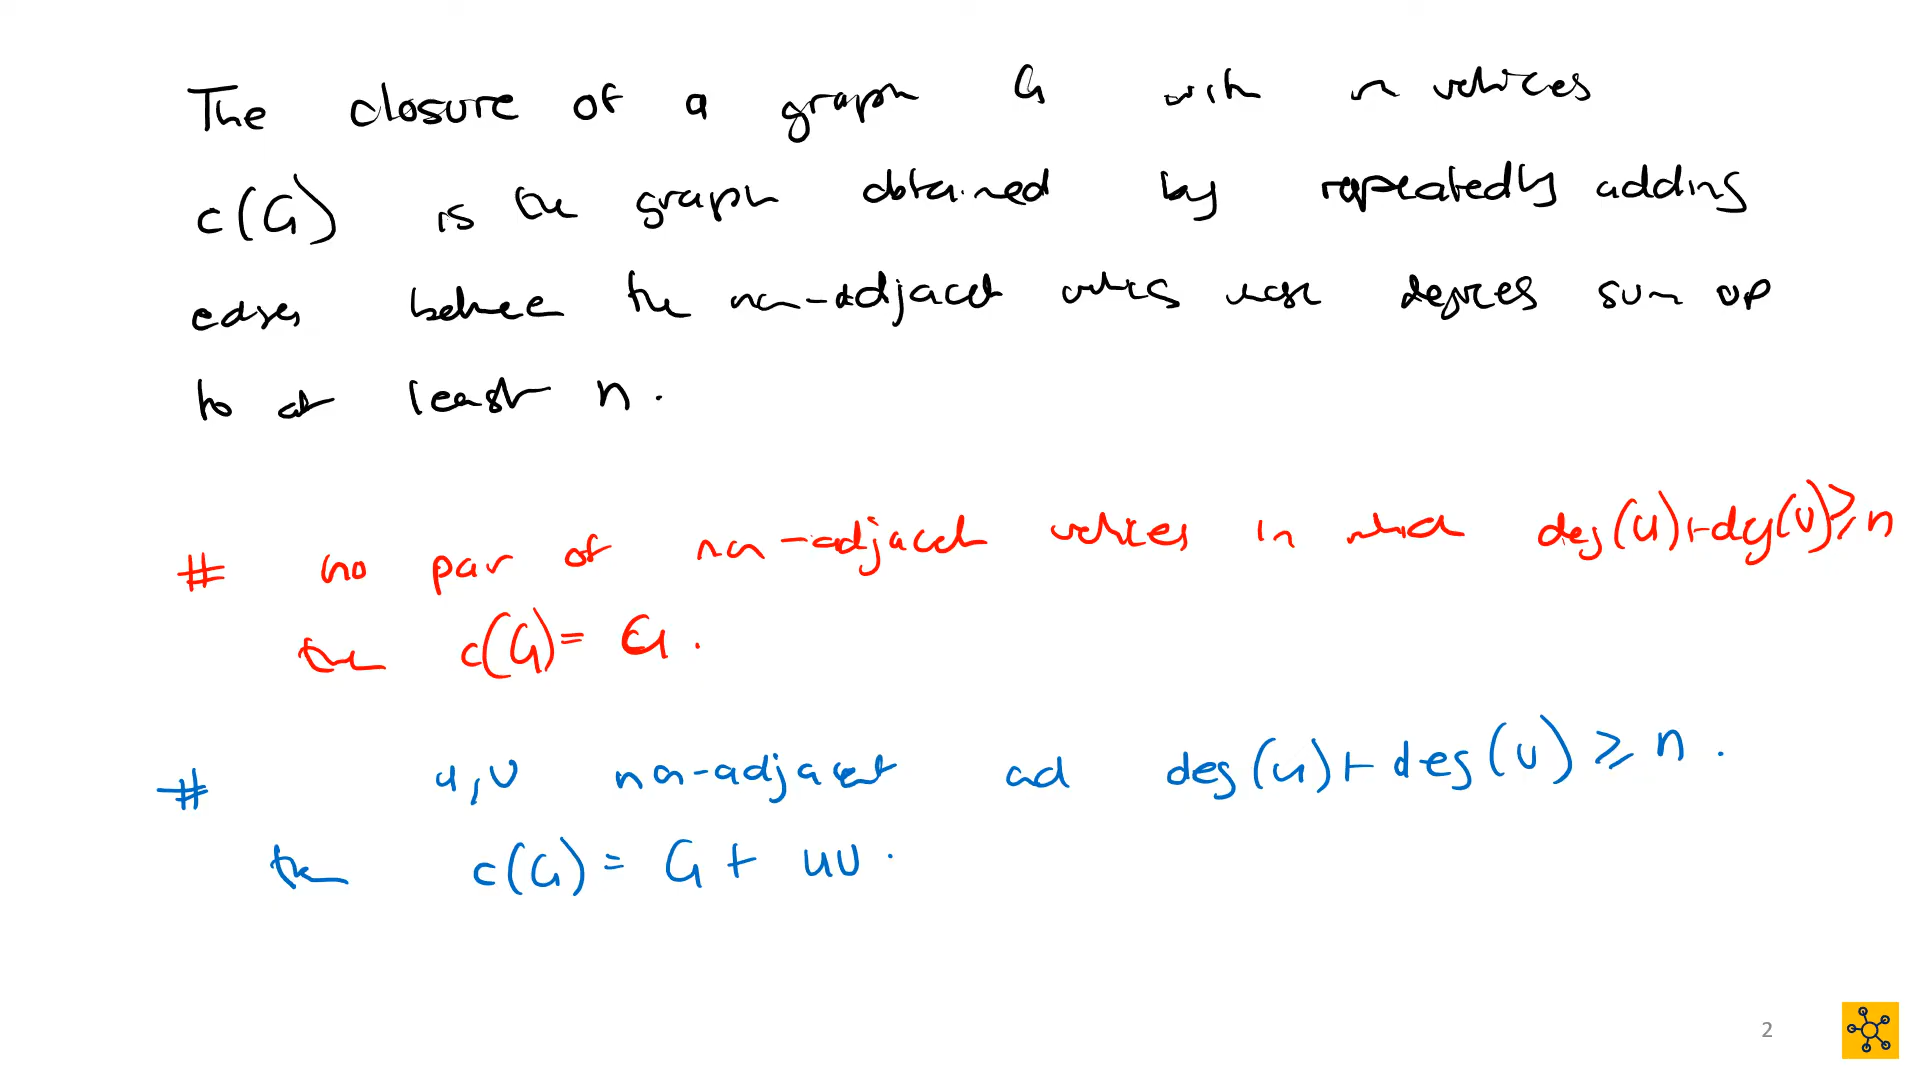 The closure of a graph G with n vertices
c(G) is the graph obtained by repeatedly adding
edges between the non-adjacent vertices whose degrees sum up
to at least n.
# no pair of non-adjacent vertices in which deg(u)+deg(v)⩾n
then c(G)= G.
# u,v non-adjacent and deg(u)+deg(v)⩾n.
then c(G) = G + uv.
2